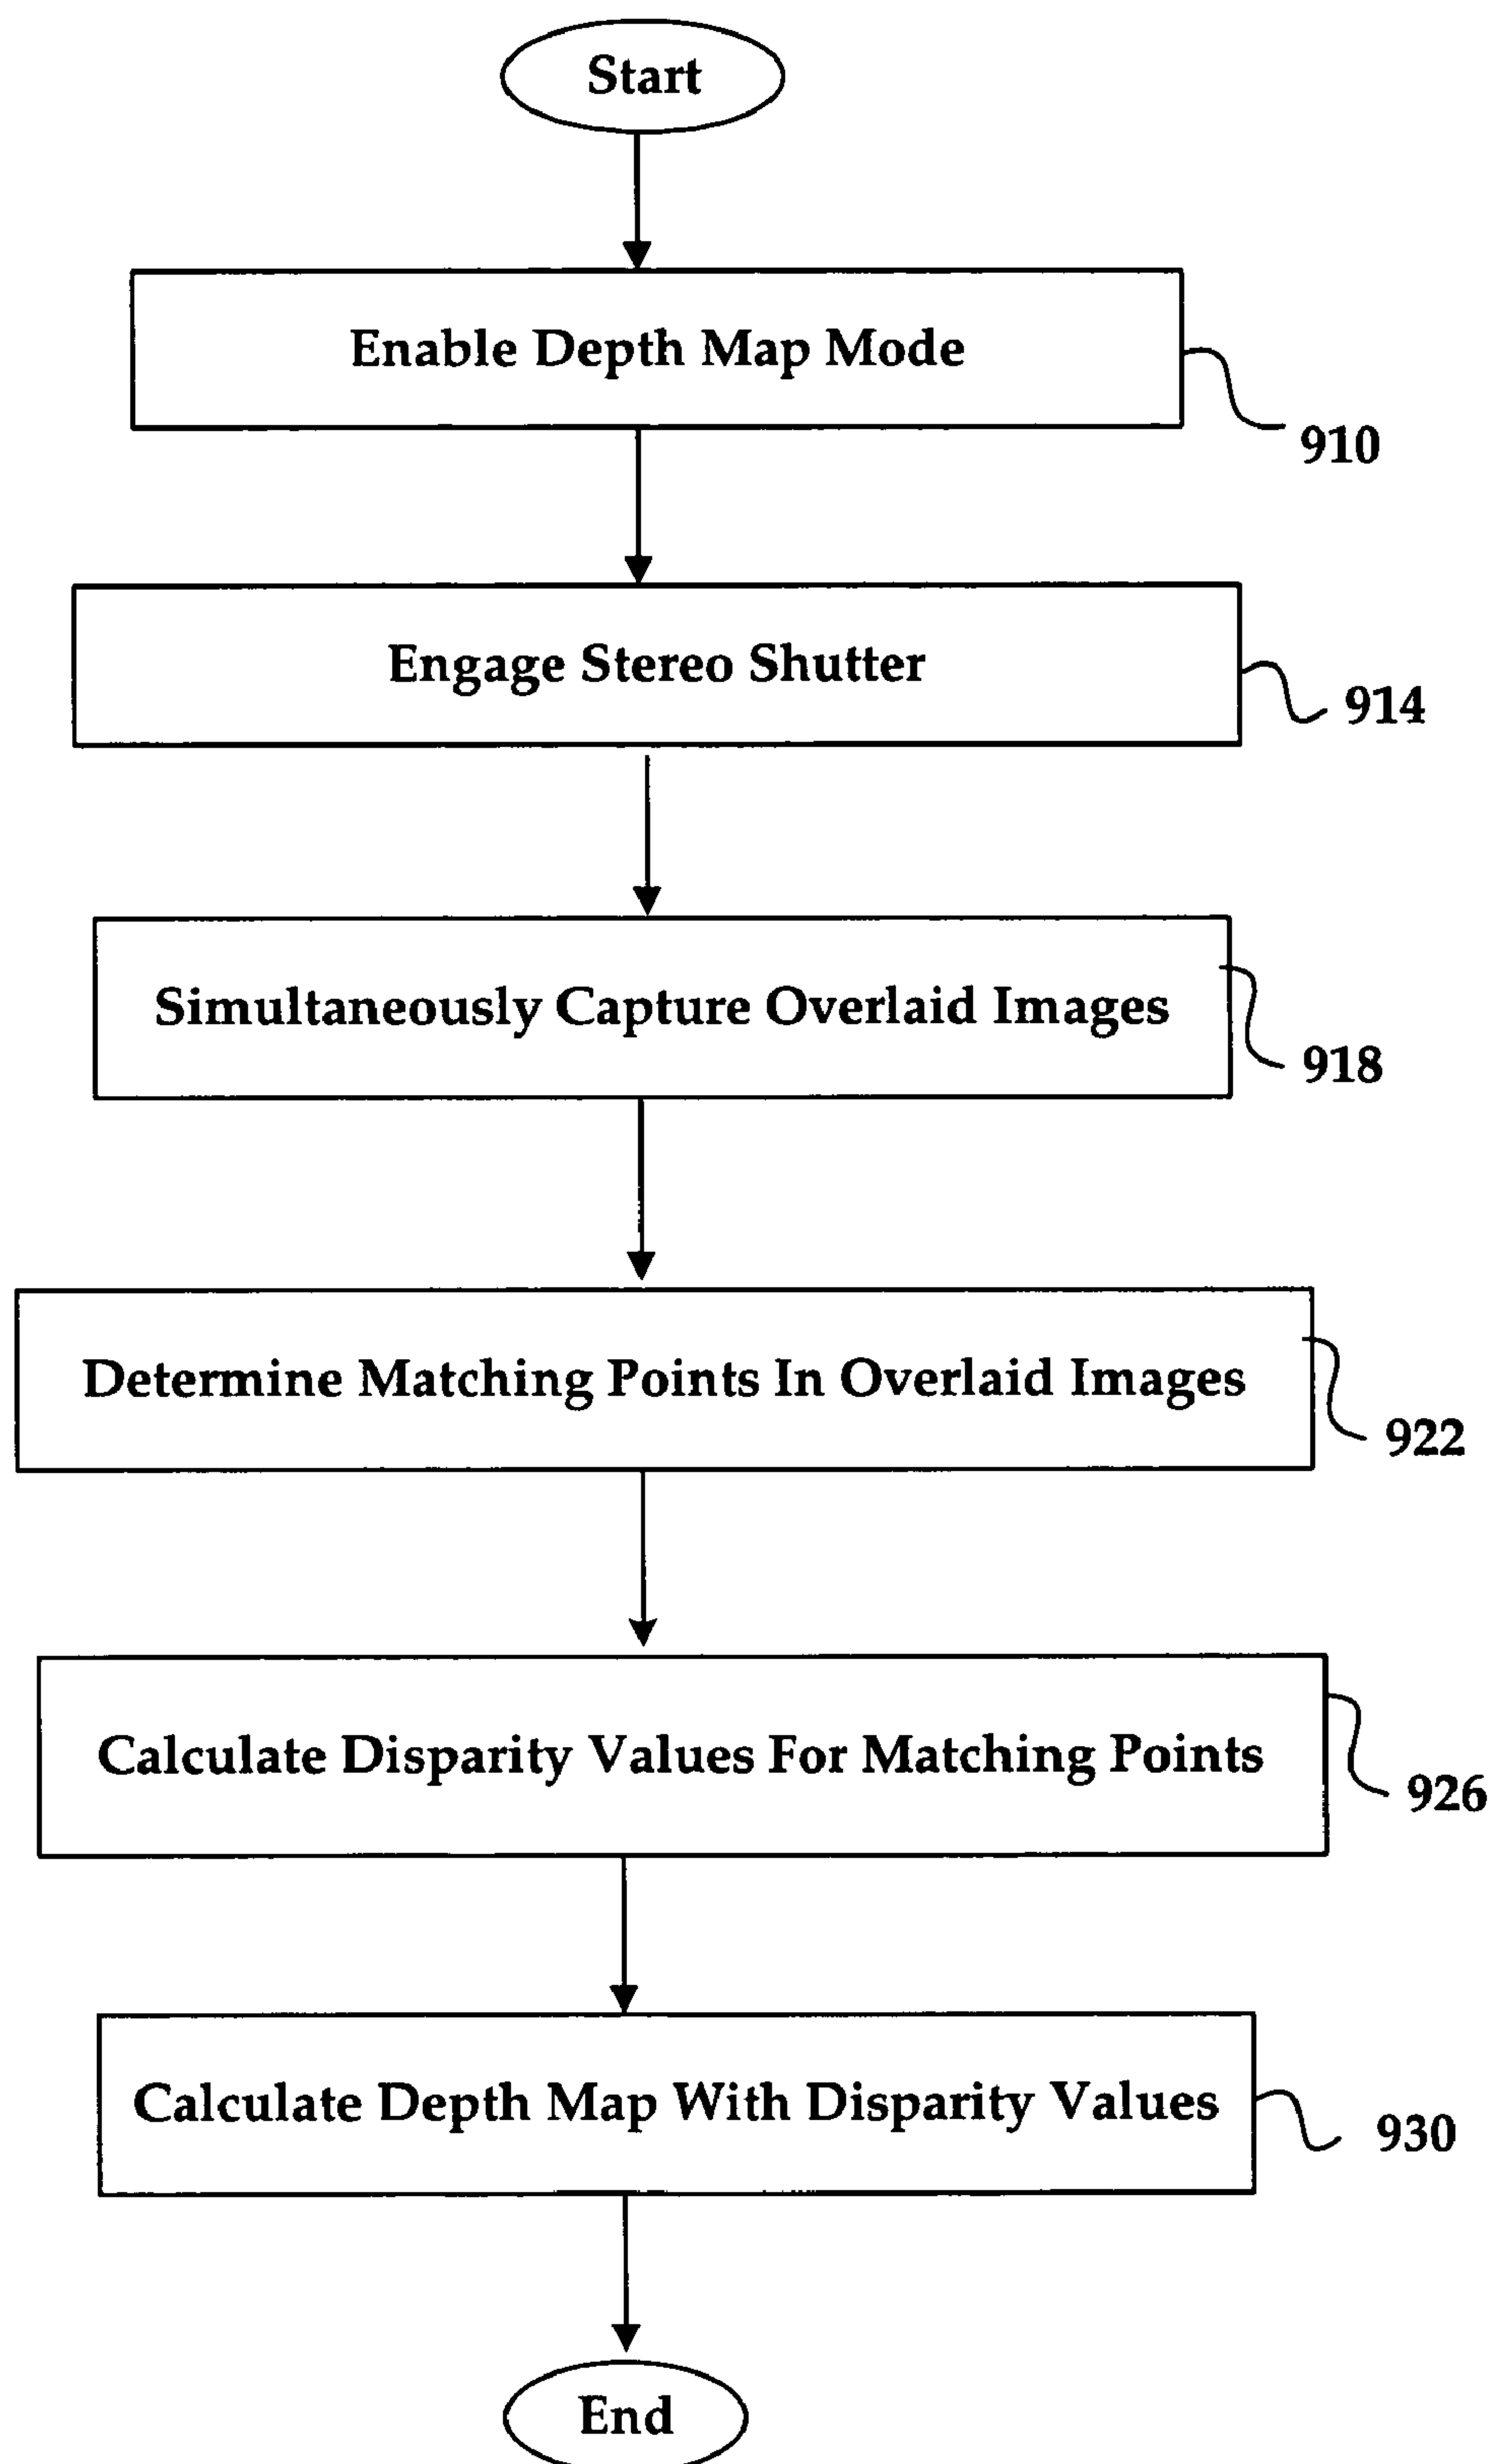 Start
Enable Depth Map Mode
910
Engage Stereo Shutter
914
Simultaneously Capture Overlaid Images
918
Determine Matching Points In Overlaid Images
922
Calculate Disparity Values For Matching Points
926
Calculate Depth Map With Disparity Values
930
End